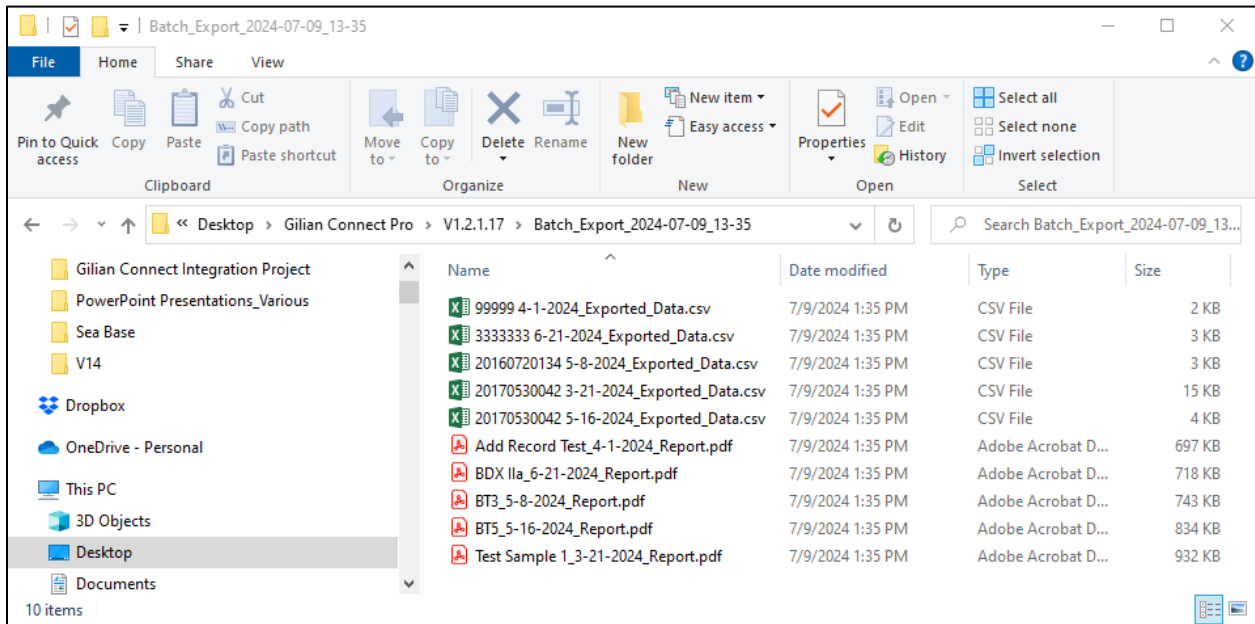 Batch_Export_2024-07-09_13-35
File Home Share View
Pin to Quick access
Copy
Paste
Cut
Copy path
Paste shortcut
Clipboard
Move to
Copy to
Delete
Rename
Organize
New folder
New item
Easy access
New
Properties
Open
Edit
History
Open
Select all
Select none
Invert selection
Select
« Desktop > Gilian Connect Pro > V1.2.1.17 > Batch_Export_2024-07-09_13-35
Search Batch_Export_2024-07-09_13...
Gilian Connect Integration Project
PowerPoint Presentations_Various
Sea Base
V14
Dropbox
OneDrive - Personal
This PC
3D Objects
Desktop
Documents
Name Date modified Type Size
99999 4-1-2024_Exported_Data.csv 7/9/2024 1:35 PM CSV File 2 KB
3333333 6-21-2024_Exported_Data.csv 7/9/2024 1:35 PM CSV File 3 KB
20160720134 5-8-2024_Exported_Data.csv 7/9/2024 1:35 PM CSV File 3 KB
20170530042 3-21-2024_Exported_Data.csv 7/9/2024 1:35 PM CSV File 15 KB
20170530042 5-16-2024_Exported_Data.csv 7/9/2024 1:35 PM CSV File 4 KB
Add Record Test_4-1-2024_Report.pdf 7/9/2024 1:35 PM Adobe Acrobat D... 697 KB
BDX IIa_6-21-2024_Report.pdf 7/9/2024 1:35 PM Adobe Acrobat D... 718 KB
BT3_5-8-2024_Report.pdf 7/9/2024 1:35 PM Adobe Acrobat D... 743 KB
BT5_5-16-2024_Report.pdf 7/9/2024 1:35 PM Adobe Acrobat D... 834 KB
Test Sample 1_3-21-2024_Report.pdf 7/9/2024 1:35 PM Adobe Acrobat D... 932 KB
10 items